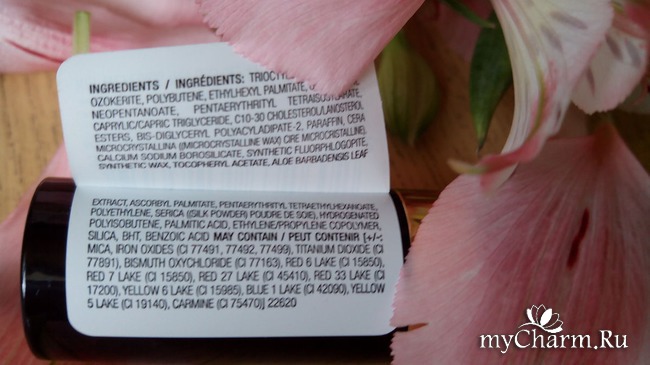 INGREDIENTS / INGRÉDIENTS:
OZOKERITE, POLYBUTENE, ETHYLHEXYL PALMITATE,
NEOPENTANOATE, PENTAERYTHRITYL TETRAISOSTEARATE,
CAPRYLIC/CAPRIC TRIGLYCERIDE, C10-30 CHOLESTEROL/LANOSTEROL
ESTERS, BIS-DIGLYCERYL POLYACYLADIPATE-2, PARAFFIN, CERA
MICROCRISTALLINA ((MICROCRYSTALLINE WAX) CIRE MICROCRISTALLINE),
CALCIUM SODIUM BOROSILICATE, SYNTHETIC FLUORPHLOGOPITE,
SYNTHETIC WAX, TOCOPHERYL ACETATE, ALOE BARBADENSIS LEAF
EXTRACT, ASCORBYL PALMITATE, PENTAERYTHRITYL TETRAETHYLHEXANOATE,
POLYETHYLENE, SERICA ((SILK POWDER) POUDRE DE SOIE), HYDROGENATED
POLYISOBUTENE, PALMITIC ACID, ETHYLENE/PROPYLENE COPOLYMER,
SILICA, BHT, BENZOIC ACID MAY CONTAIN / PEUT CONTENIR [+/-:
MICA, IRON OXIDES (CI 77491, 77492, 77499), TITANIUM DIOXIDE (CI
77891), BISMUTH OXYCHLORIDE (CI 77163), RED 6 LAKE (CI 15850),
RED 7 LAKE (CI 15850), RED 27 LAKE (CI 45410), RED 33 LAKE (CI
17200), YELLOW 6 LAKE (CI 15985), BLUE 1 LAKE (CI 42090), YELLOW
5 LAKE (CI 19140), CARMINE (CI 75470)] 22620
myCharm.Ru